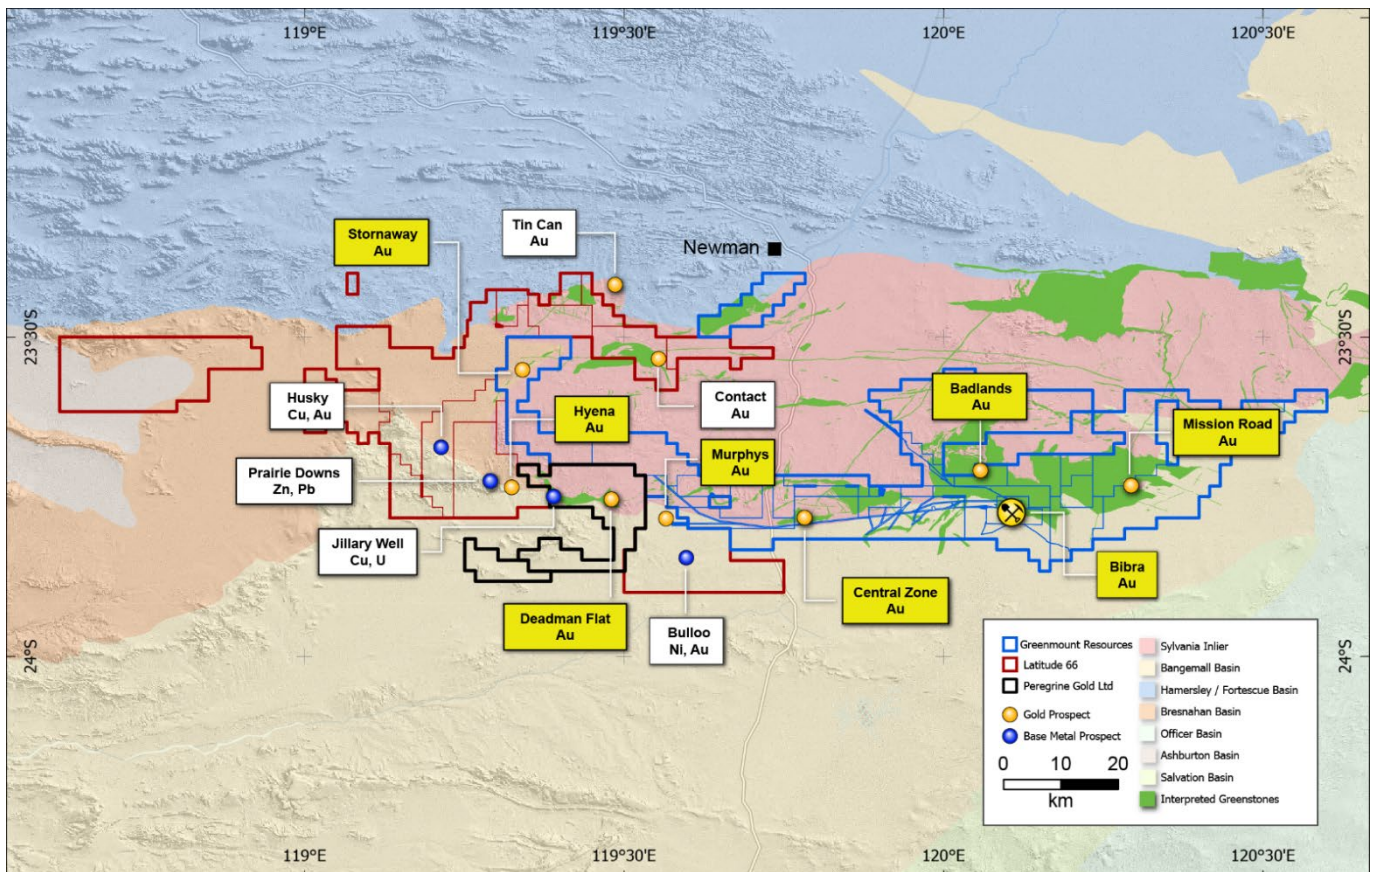 119°E
119°30'E
120°E
120°30'E
Stornaway
Au
Tin Can
Au
Newman
23°30'S
23°30'S
Husky
Cu, Au
Hyena
Au
Contact
Au
Badlands
Au
Mission Road
Au
Prairie Downs
Zn, Pb
Murphys
Au
Jillary Well
Cu, U
Deadman Flat
Au
Bulloo
Ni, Au
Central Zone
Au
Bibra
Au
24°S
24°S
Greenmount Resources
Latitude 66
Peregrine Gold Ltd
Gold Prospect
Base Metal Prospect
0 10 20
km
Sylvania Inlier
Bangemall Basin
Hamersley / Fortescue Basin
Bresnahan Basin
Officer Basin
Ashburton Basin
Salvation Basin
Interpreted Greenstones
119°E
119°30'E
120°E
120°30'E